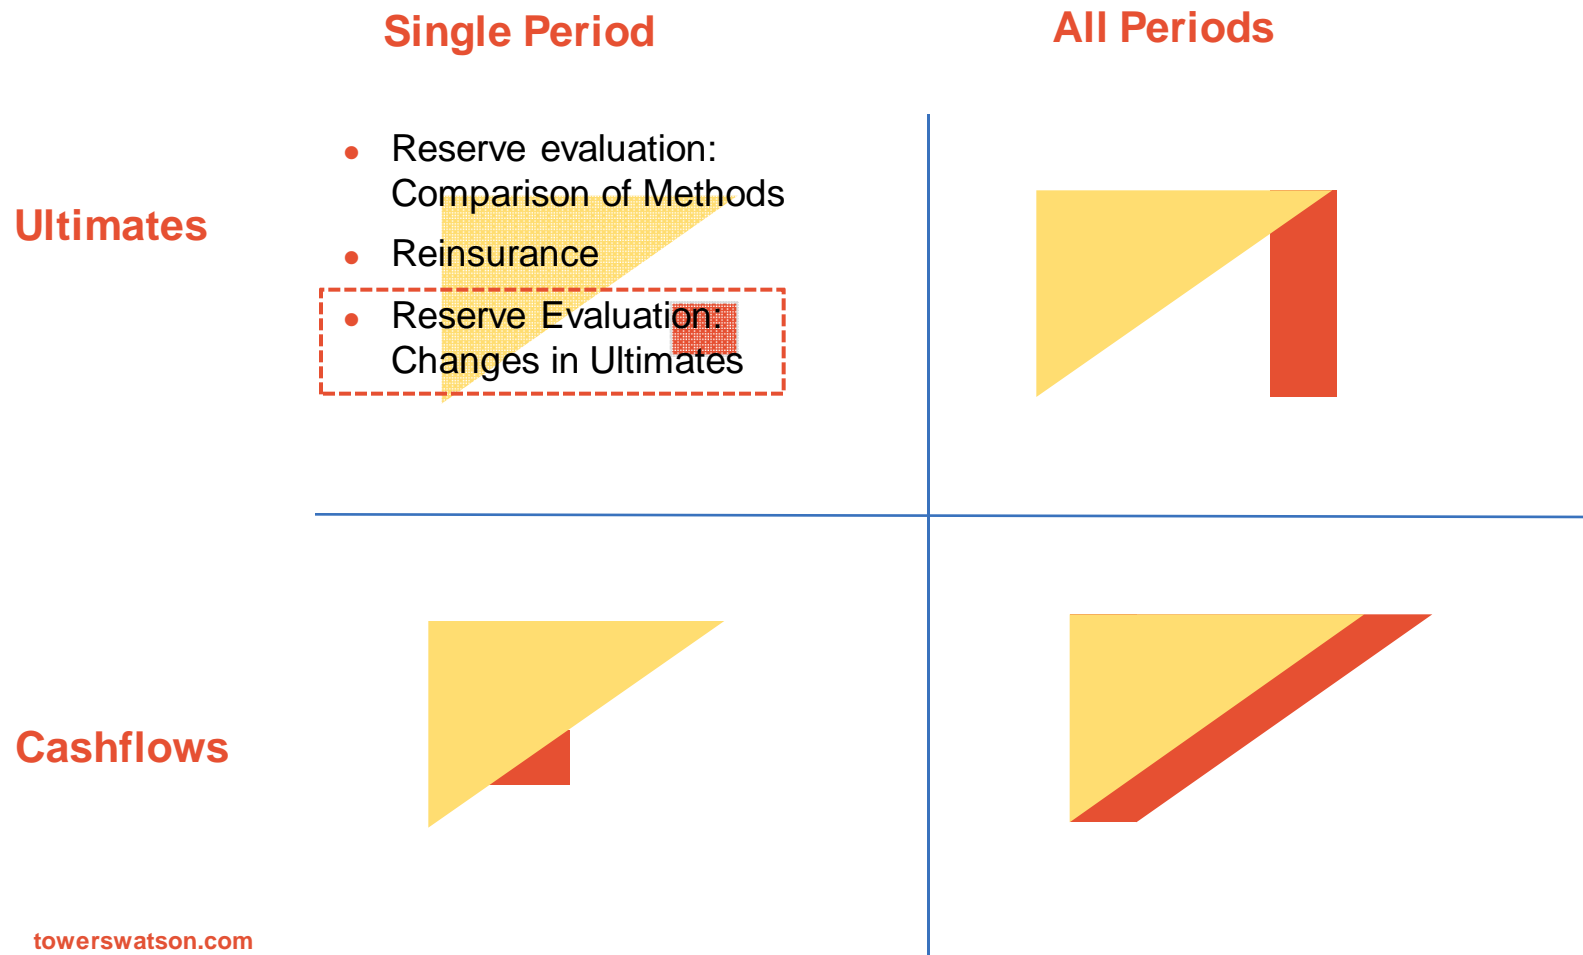 Single Period
All Periods
Ultimates
● Reserve evaluation:
Comparison of Methods
● Reinsurance
● Reserve Evaluation:
Changes in Ultimates
Cashflows
towerswatson.com